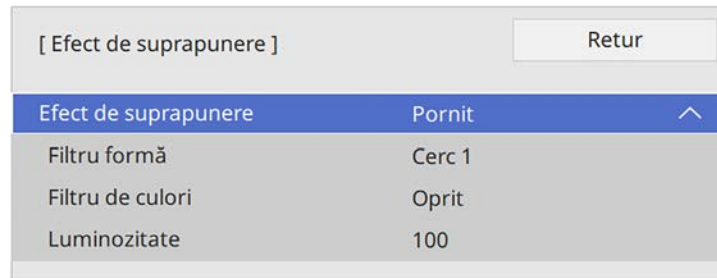 [ Efect de suprapunere ] Retur
Efect de suprapunere Pornit
Filtru formă Cerc 1
Filtru de culori Oprit
Luminozitate 100